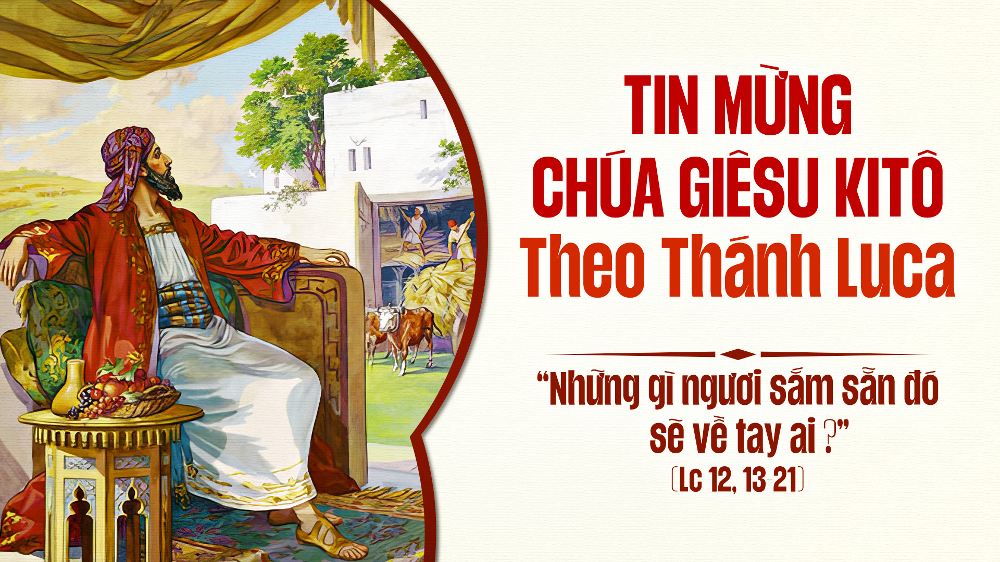 TIN MỪNG
CHÚA GIÊSU KITÔ
Theo Thánh Luca
“Những gì ngươi sắm sẵn đó
sẽ về tay ai ?”
(Lc 12, 13-21)